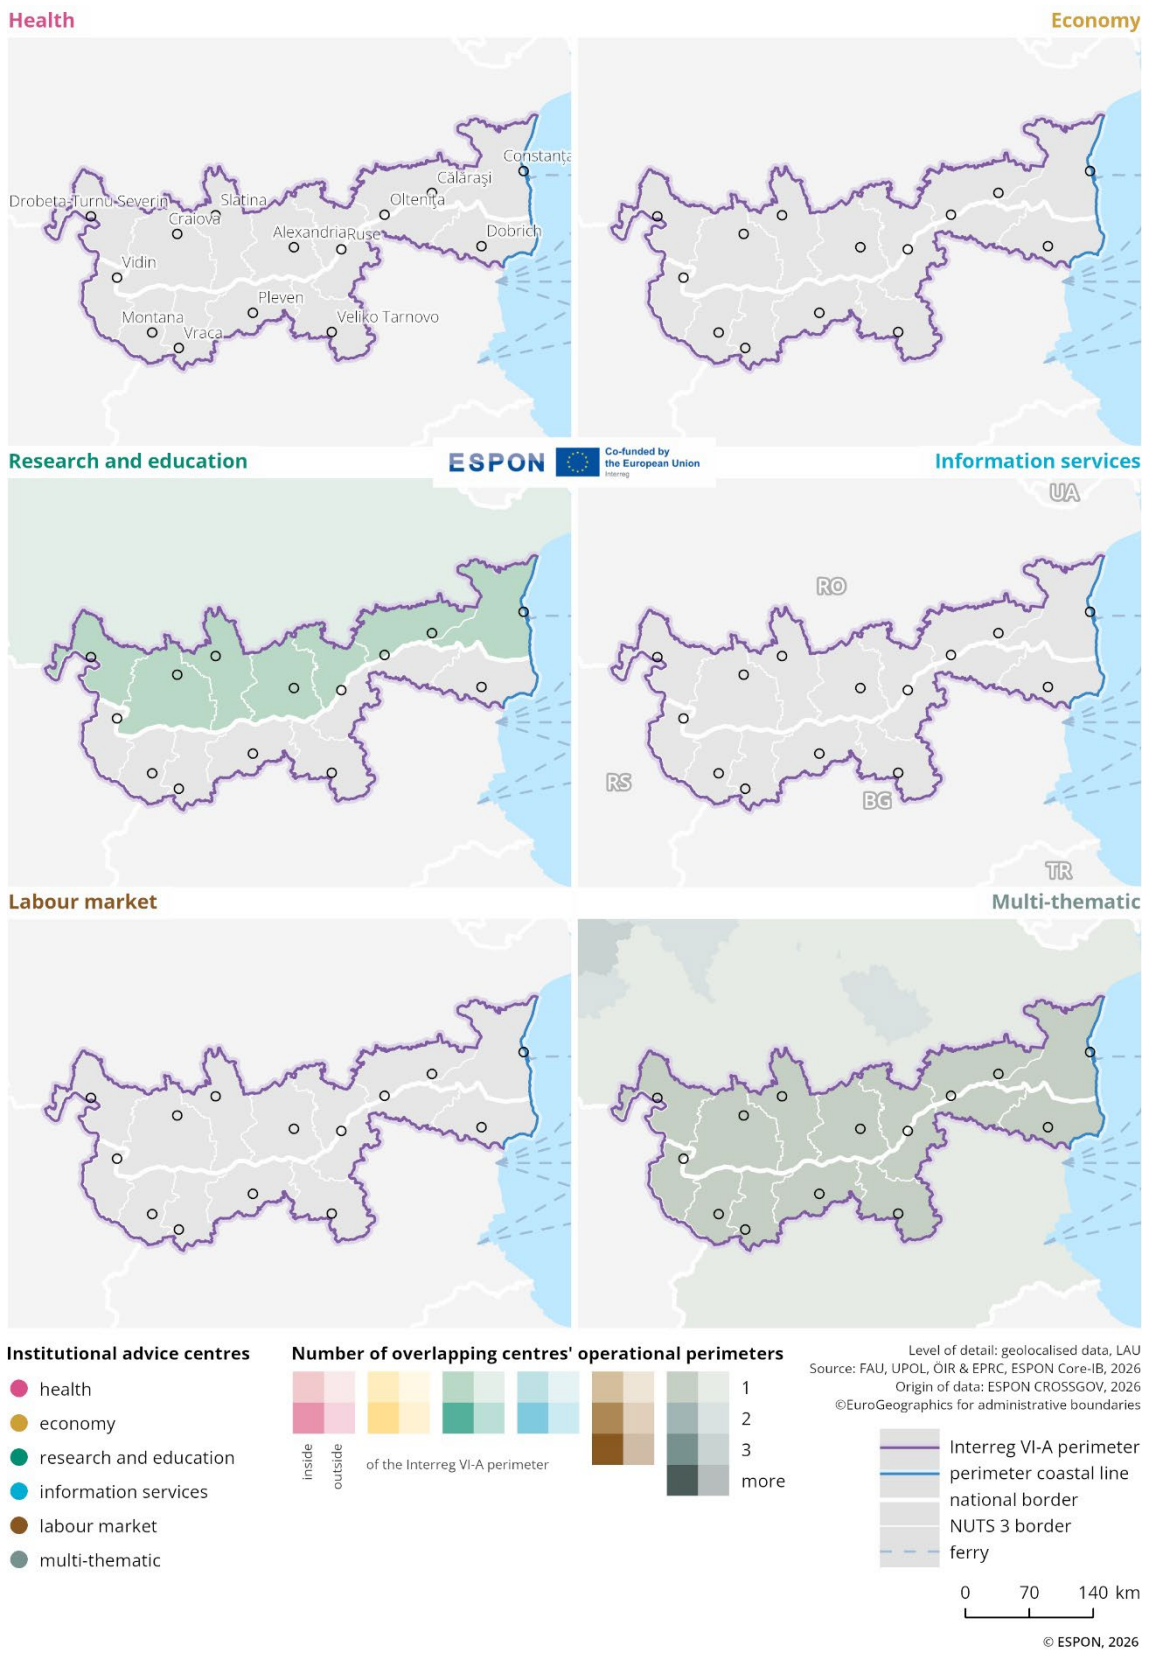 Health
Economy
Constanța
Călărași
Drobeta-Turnu Severin
Slatina
Oltenița
Craiova
Alexandria
Ruse
Dobrich
Vidin
Pleven
Montana
Veliko Tarnovo
Vraca
Research and education
ESPON
Co-funded by
the European Union
Interreg
Information services
UA
RO
RS
BG
TR
Labour market
Multi-thematic
Institutional advice centres
health
economy
research and education
information services
labour market
multi-thematic
Number of overlapping centres' operational perimeters
1
2
3
more
inside
outside
of the Interreg VI-A perimeter
Level of detail: geolocalised data, LAU
Source: FAU, UPOL, ÖIR & EPRC, ESPON Core-IB, 2026
Origin of data: ESPON CROSSGOV, 2026
©EuroGeographics for administrative boundaries
Interreg VI-A perimeter
perimeter coastal line
national border
NUTS 3 border
ferry
0 70 140 km
© ESPON, 2026